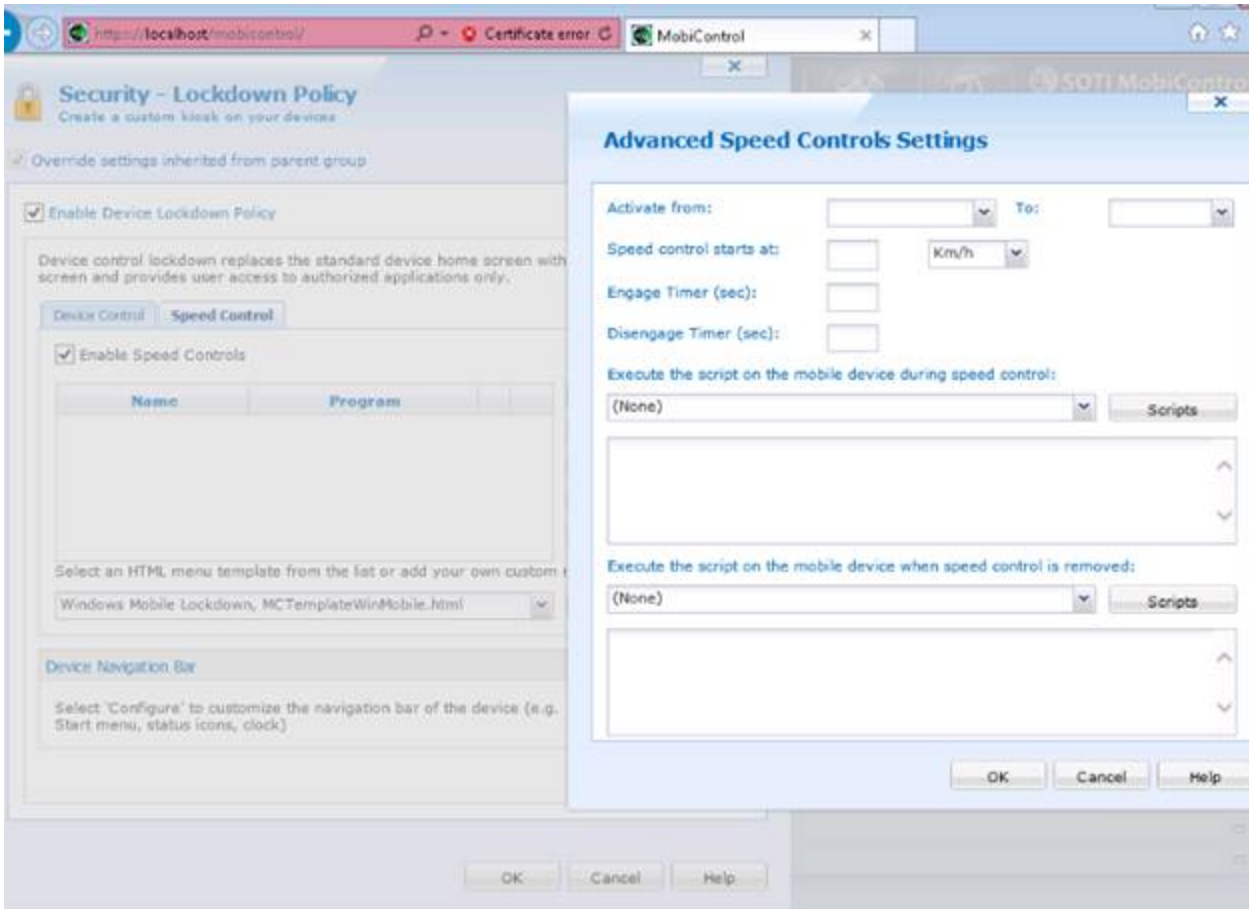 https://localhost/mobicontrol/
Certificate error
MobiControl
SOTI MobiContro
Security - Lockdown Policy
Create a custom kiosk on your devices
Override settings inherited from parent group
Enable Device Lockdown Policy
Device control lockdown replaces the standard device home screen with
screen and provides user access to authorized applications only.
Device Control
Speed Control
Enable Speed Controls
Name
Program
Select an HTML menu template from the list or add your own custom
Windows Mobile Lockdown, MCTemplateWinMobile.html
Device Navigation Bar
Select 'Configure' to customize the navigation bar of the device (e.g.
Start menu, status icons, clock)
OK
Cancel
Help
Advanced Speed Controls Settings
Activate from:
To:
Speed control starts at:
Km/h
Engage Timer (sec):
Disengage Timer (sec):
Execute the script on the mobile device during speed control:
(None)
Scripts
Execute the script on the mobile device when speed control is removed:
(None)
Scripts
OK
Cancel
Help